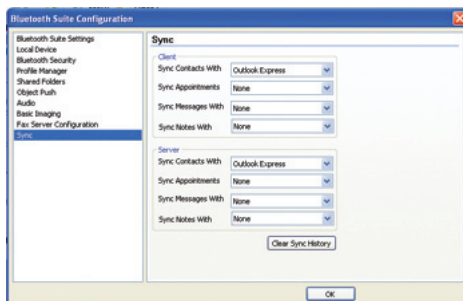 Bluetooth Suite Configuration
Bluetooth Suite Settings
Local Device
Bluetooth Security
Profile Manager
Shared Folders
Object Push
Audio
Basic Imaging
Fax Server Configuration
Sync
Sync
Client
Sync Contacts With Outlook Express
Sync Appointments None
Sync Messages With None
Sync Notes With None
Server
Sync Contacts With Outlook Express
Sync Appointments None
Sync Messages With None
Sync Notes With None
Clear Sync History
OK